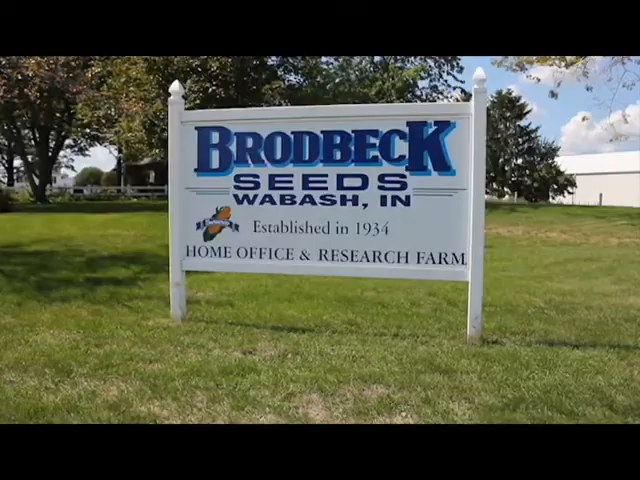 BRODBECK
SEEDS
WABASH, IN
Established in 1934
HOME OFFICE & RESEARCH FARM